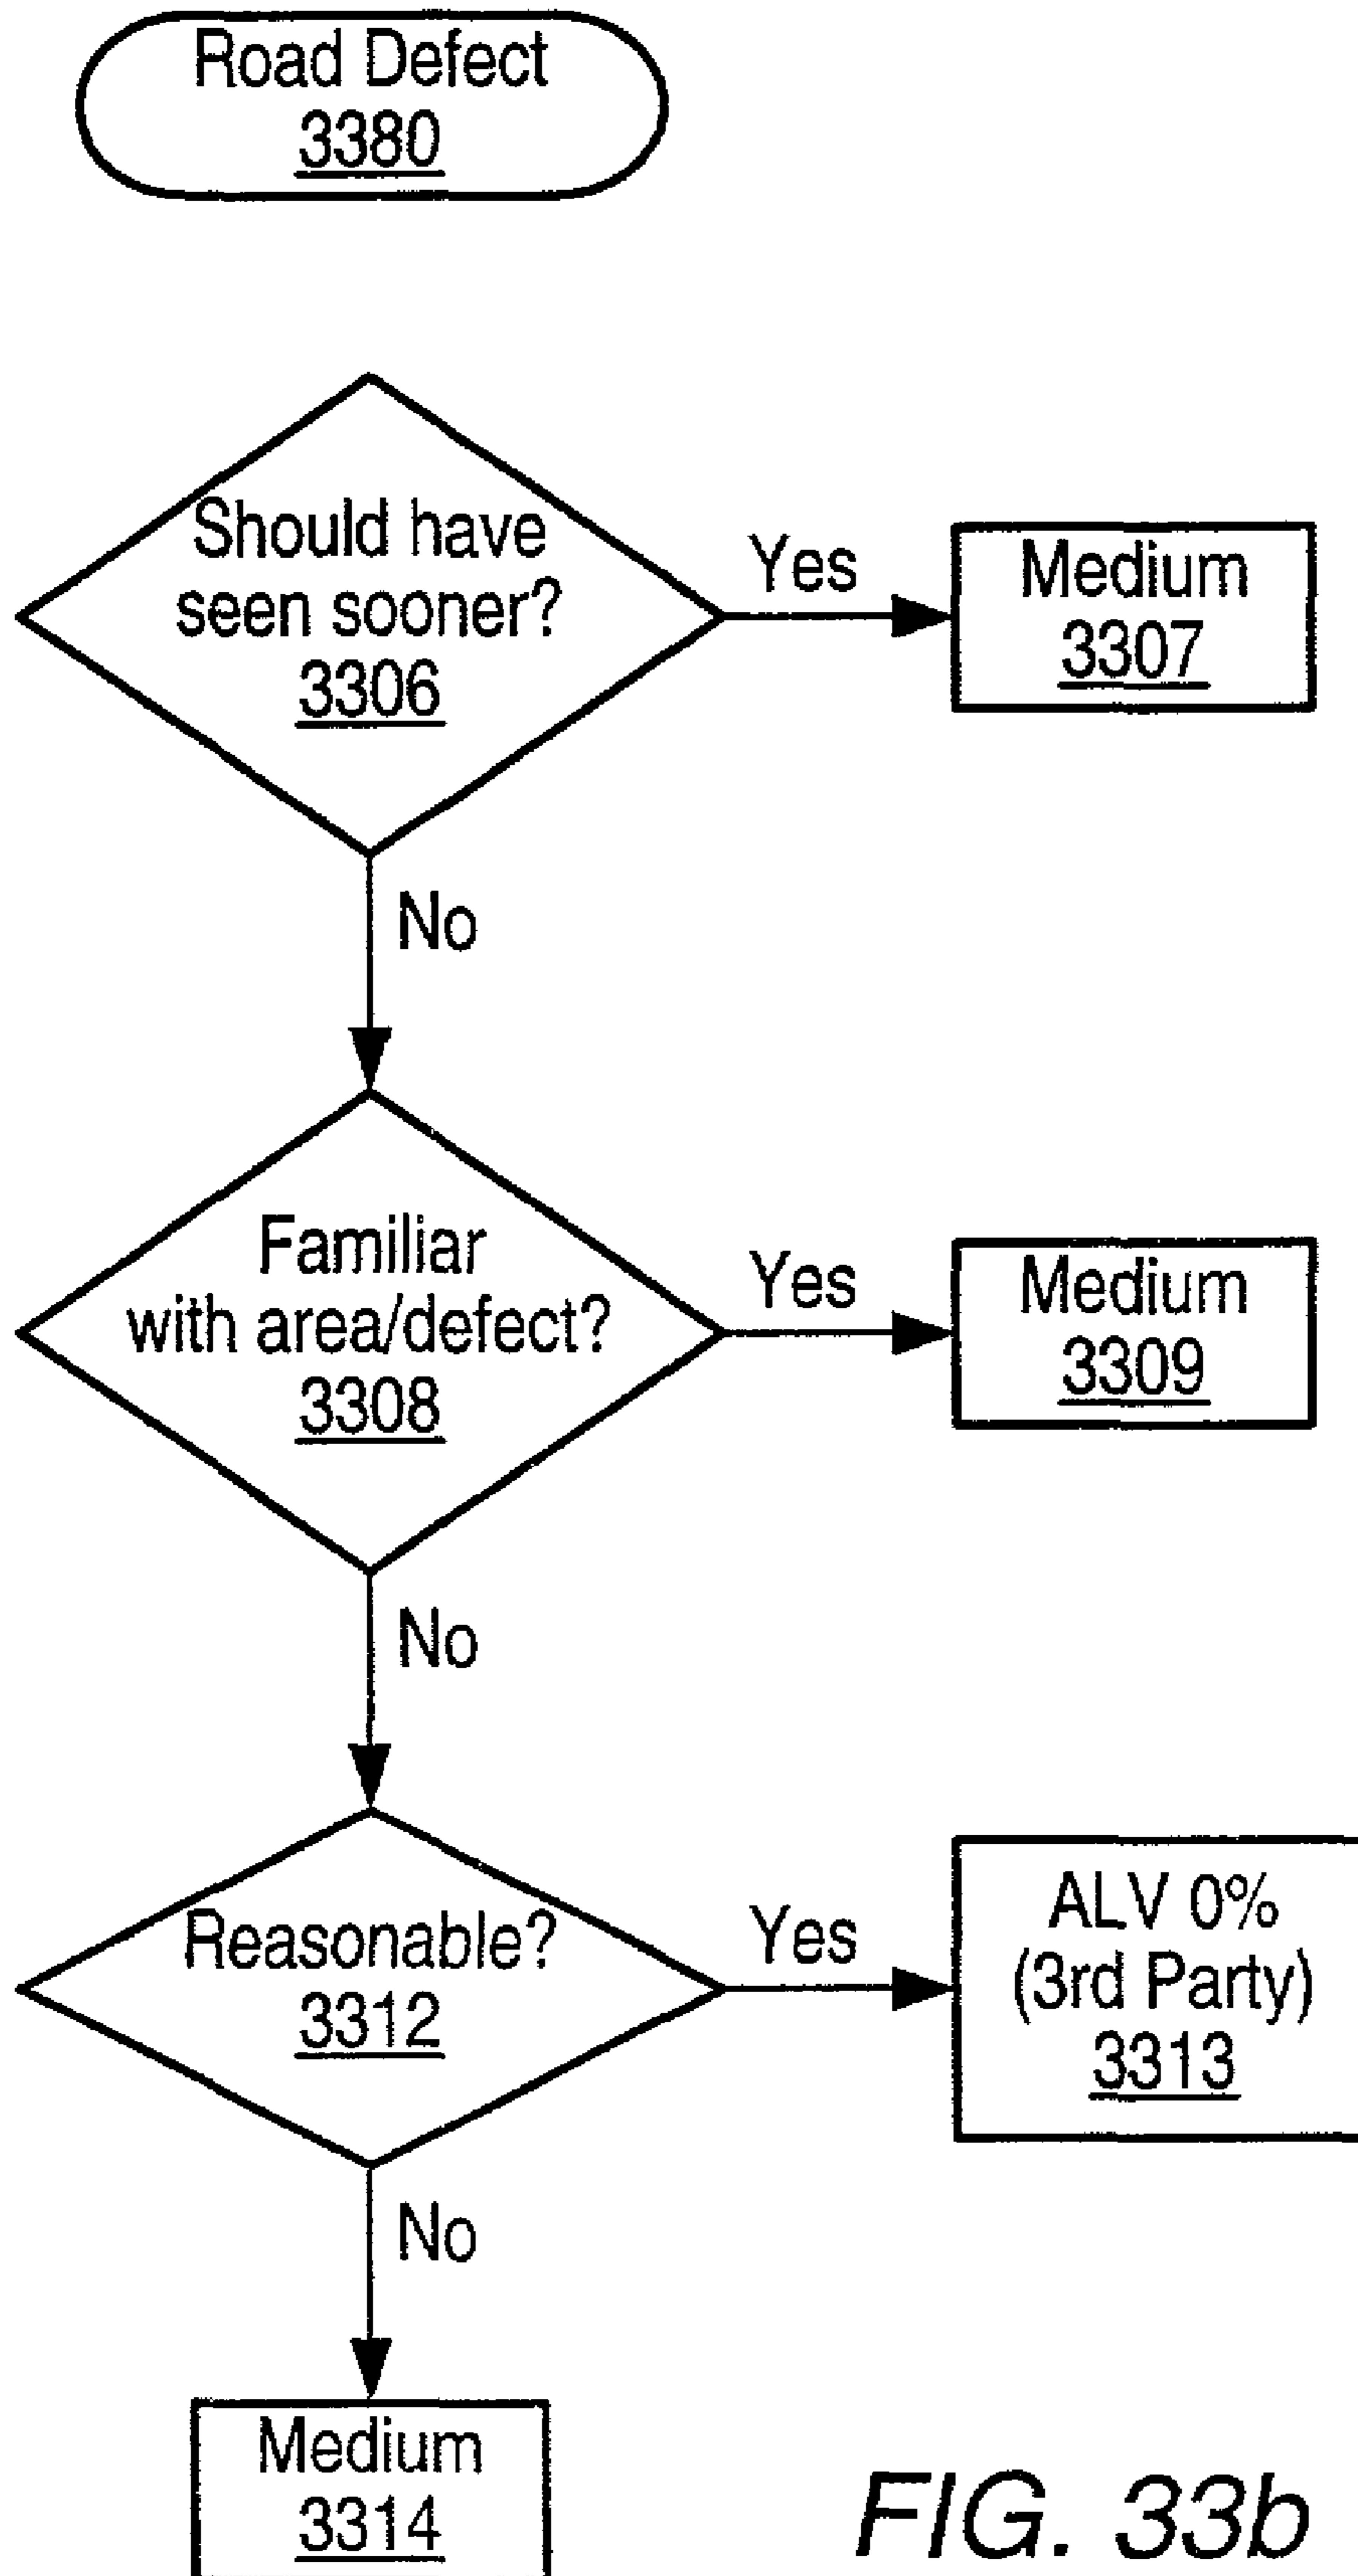 Road Defect
3380
Should have
seen sooner?
3306
Yes
Medium
3307
No
Familiar
with area/defect?
3308
Yes
Medium
3309
No
Reasonable?
3312
Yes
ALV 0%
(3rd Party)
3313
No
Medium
3314
FIG. 33b